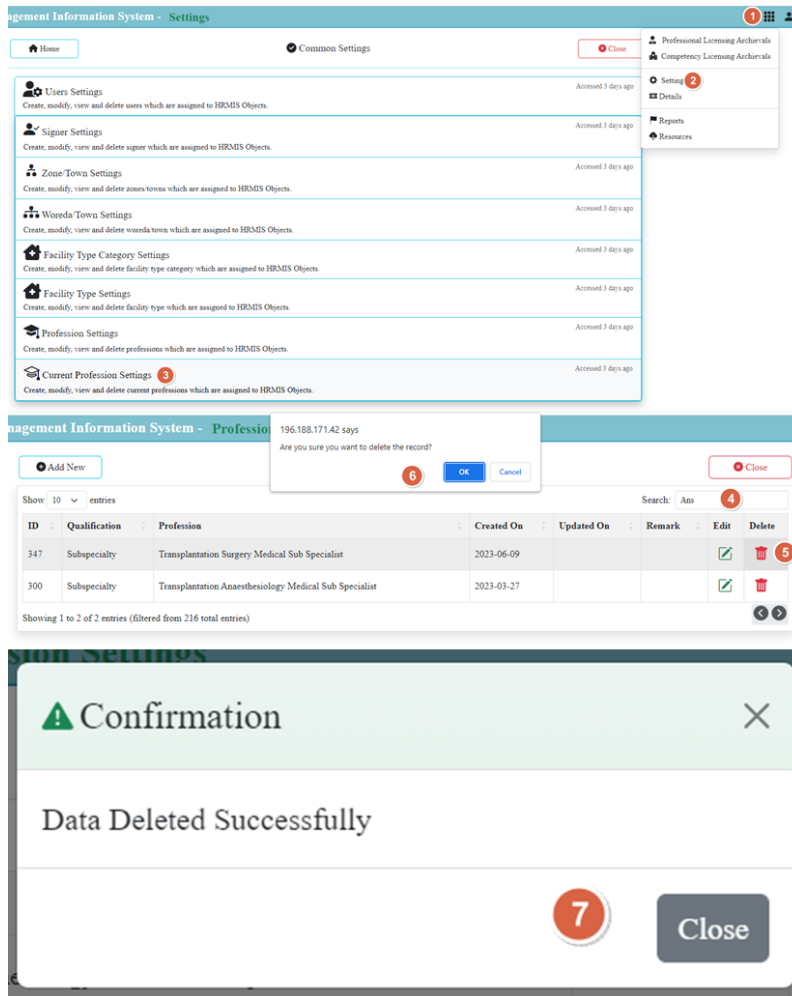 agement Information System - Settings
1
Home
Common Settings
Close
Professional Licensing Archievals
Competency Licensing Archievals
Setting
2
Details
Reports
Resources
Users Settings
Accessed 3 days ago
Create, modify, view and delete users which are assigned to HRMIS Objects.
Signer Settings
Accessed 3 days ago
Create, modify, view and delete signer which are assigned to HRMIS Objects.
Zone/Town Settings
Accessed 3 days ago
Create, modify, view and delete zones/towns which are assigned to HRMIS Objects.
Woreda/Town Settings
Accessed 3 days ago
Create, modify, view and delete woreda/town which are assigned to HRMIS Objects.
Facility Type Category Settings
Accessed 3 days ago
Create, modify, view and delete facility type category which are assigned to HRMIS Objects.
Facility Type Settings
Accessed 3 days ago
Create, modify, view and delete facility type which are assigned to HRMIS Objects.
Profession Settings
Accessed 3 days ago
Create, modify, view and delete professions which are assigned to HRMIS Objects.
Current Profession Settings 3
Accessed 3 days ago
Create, modify, view and delete current professions which are assigned to HRMIS Objects.
nagement Information System - Professio
196.188.171.42 says
Are you sure you want to delete the record?
6
OK Cancel
Add New
Close
Show 10 entries
Search: Ans 4
ID Qualification Profession Created On Updated On Remark Edit Delete
347 Subspecialty Transplantation Surgery Medical Sub Specialist 2023-06-09 5
300 Subspecialty Transplantation Anaesthesiology Medical Sub Specialist 2023-03-27
Showing 1 to 2 of 2 entries (filtered from 216 total entries)
sion Settings
Confirmation
Data Deleted Successfully
7
Close